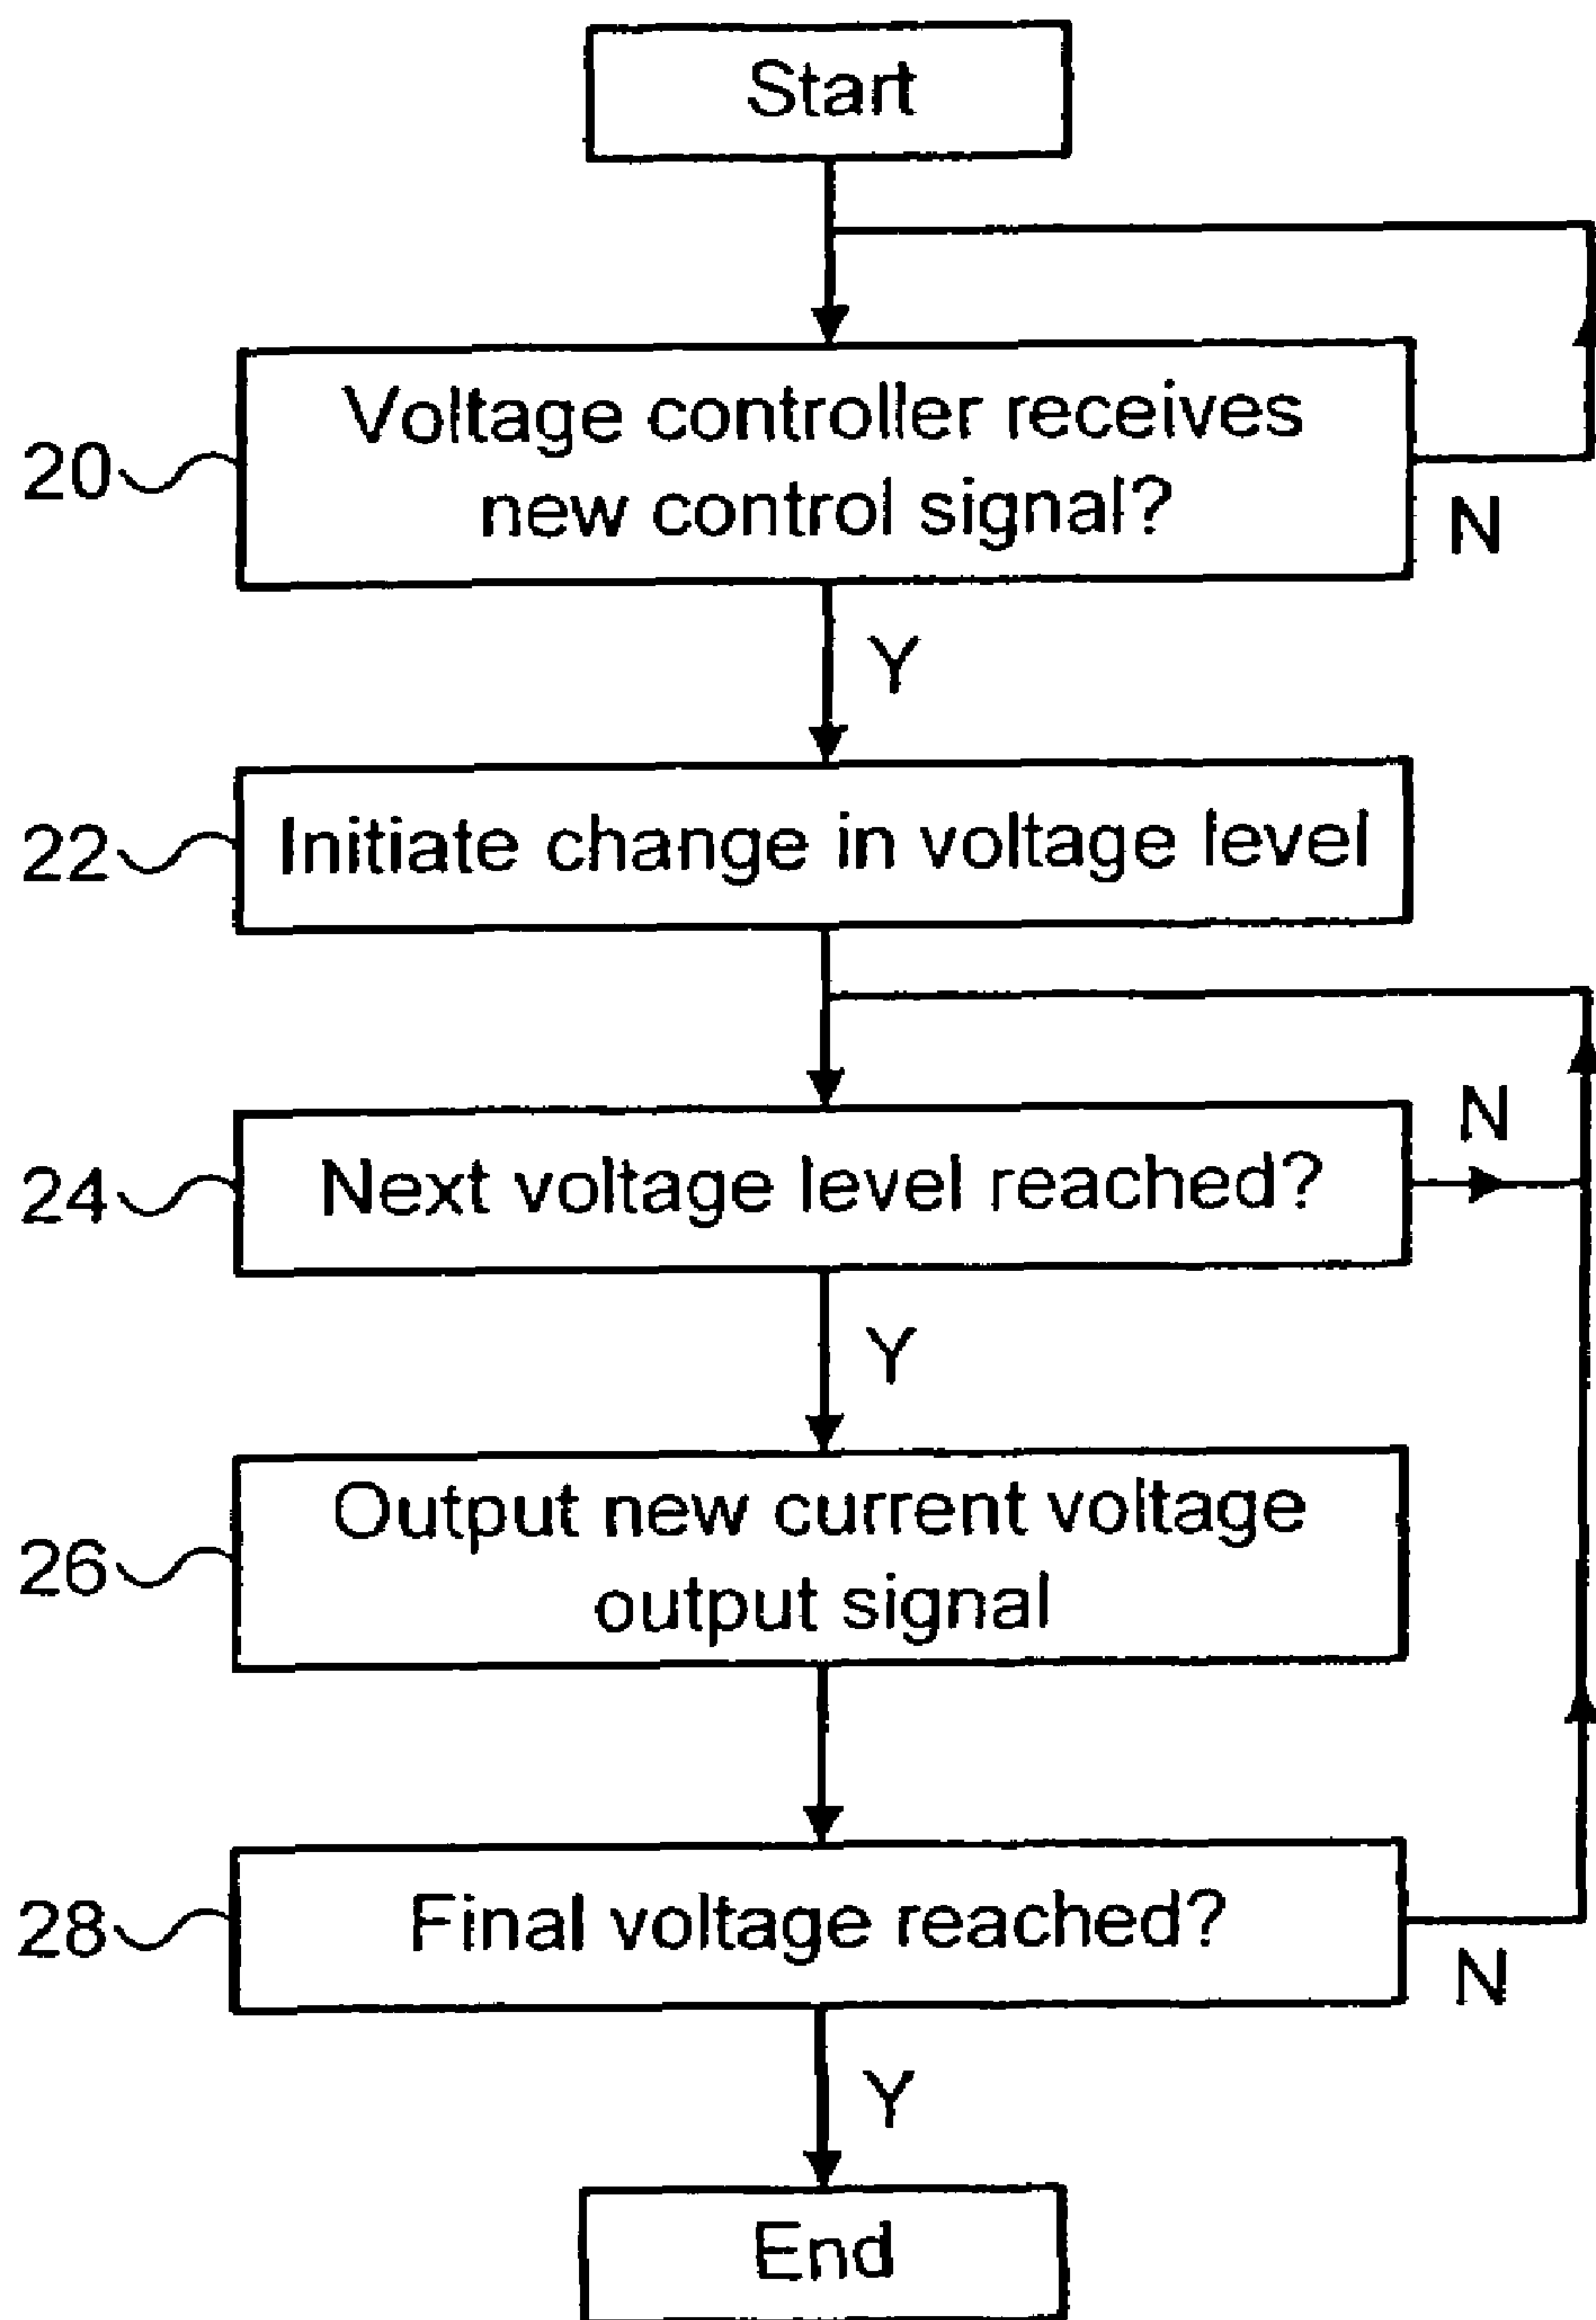 Start
Voltage controller receives
new control signal?
20
N
Y
22
Initiate change in voltage level
N
24
Next voltage level reached?
Y
Output new current voltage
output signal
26
28
Final voltage reached?
N
Y
End